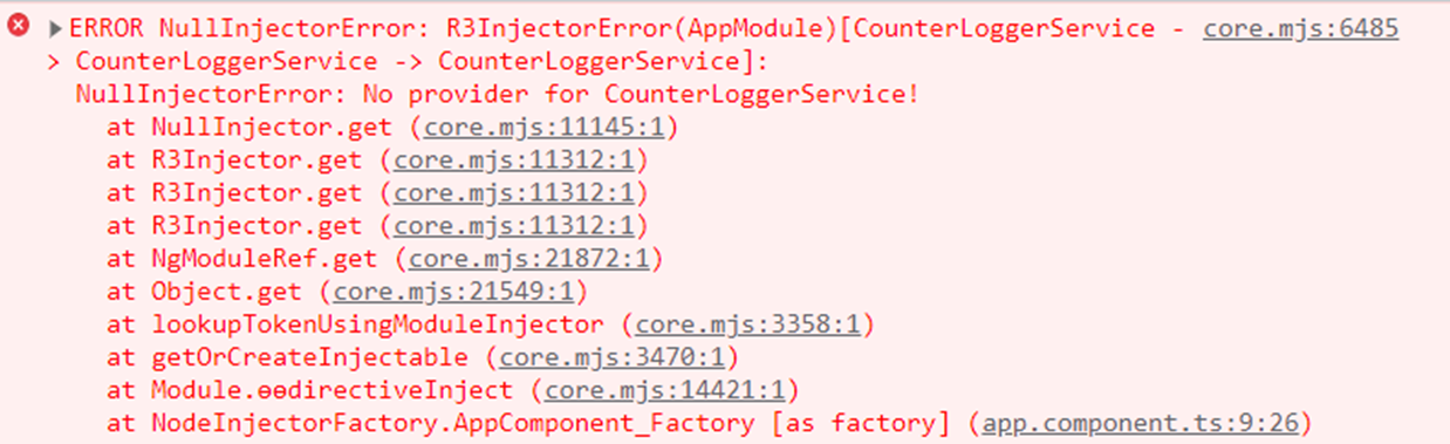 ERROR NullInjectorError: R3InjectorError(AppModule)[CounterLoggerService - core.mjs:6485
> CounterLoggerService -> CounterLoggerService]:
NullInjectorError: No provider for CounterLoggerService!
at NullInjector.get (core.mjs:11145:1)
at R3Injector.get (core.mjs:11312:1)
at R3Injector.get (core.mjs:11312:1)
at R3Injector.get (core.mjs:11312:1)
at NgModuleRef.get (core.mjs:21872:1)
at Object.get (core.mjs:21549:1)
at lookupTokenUsingModuleInjector (core.mjs:3358:1)
at getOrCreateInjectable (core.mjs:3470:1)
at Module.ɵɵdirectiveInject (core.mjs:14421:1)
at NodeInjectorFactory.AppComponent_Factory [as factory] (app.component.ts:9:26)